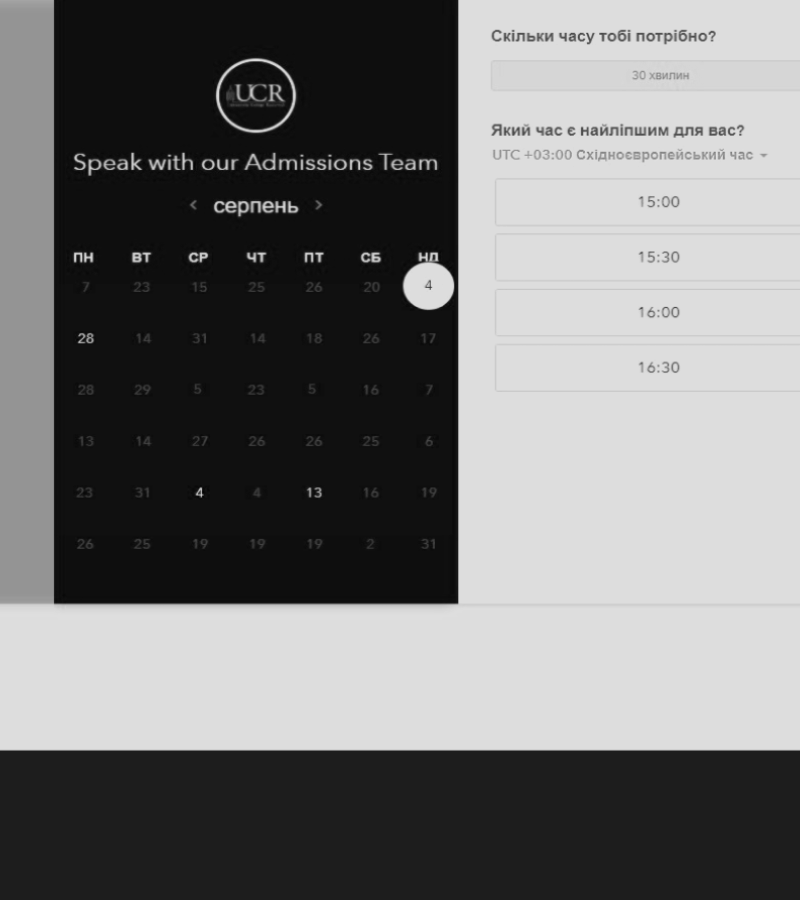 UCR
Speak with our Admissions Team
‹ серпень ›
ПН ВТ СР ЧТ ПТ СБ НД
7 23 15 25 26 20 4
28 14 31 14 18 26 17
28 29 5 23 5 16 7
13 14 27 26 26 25 6
23 31 4 4 13 16 19
26 25 19 19 19 2 31
Скільки часу тобі потрібно?
30 хвилин
Який час є найліпшим для вас?
UTC +03:00 Східноєвропейський час
15:00
15:30
16:00
16:30